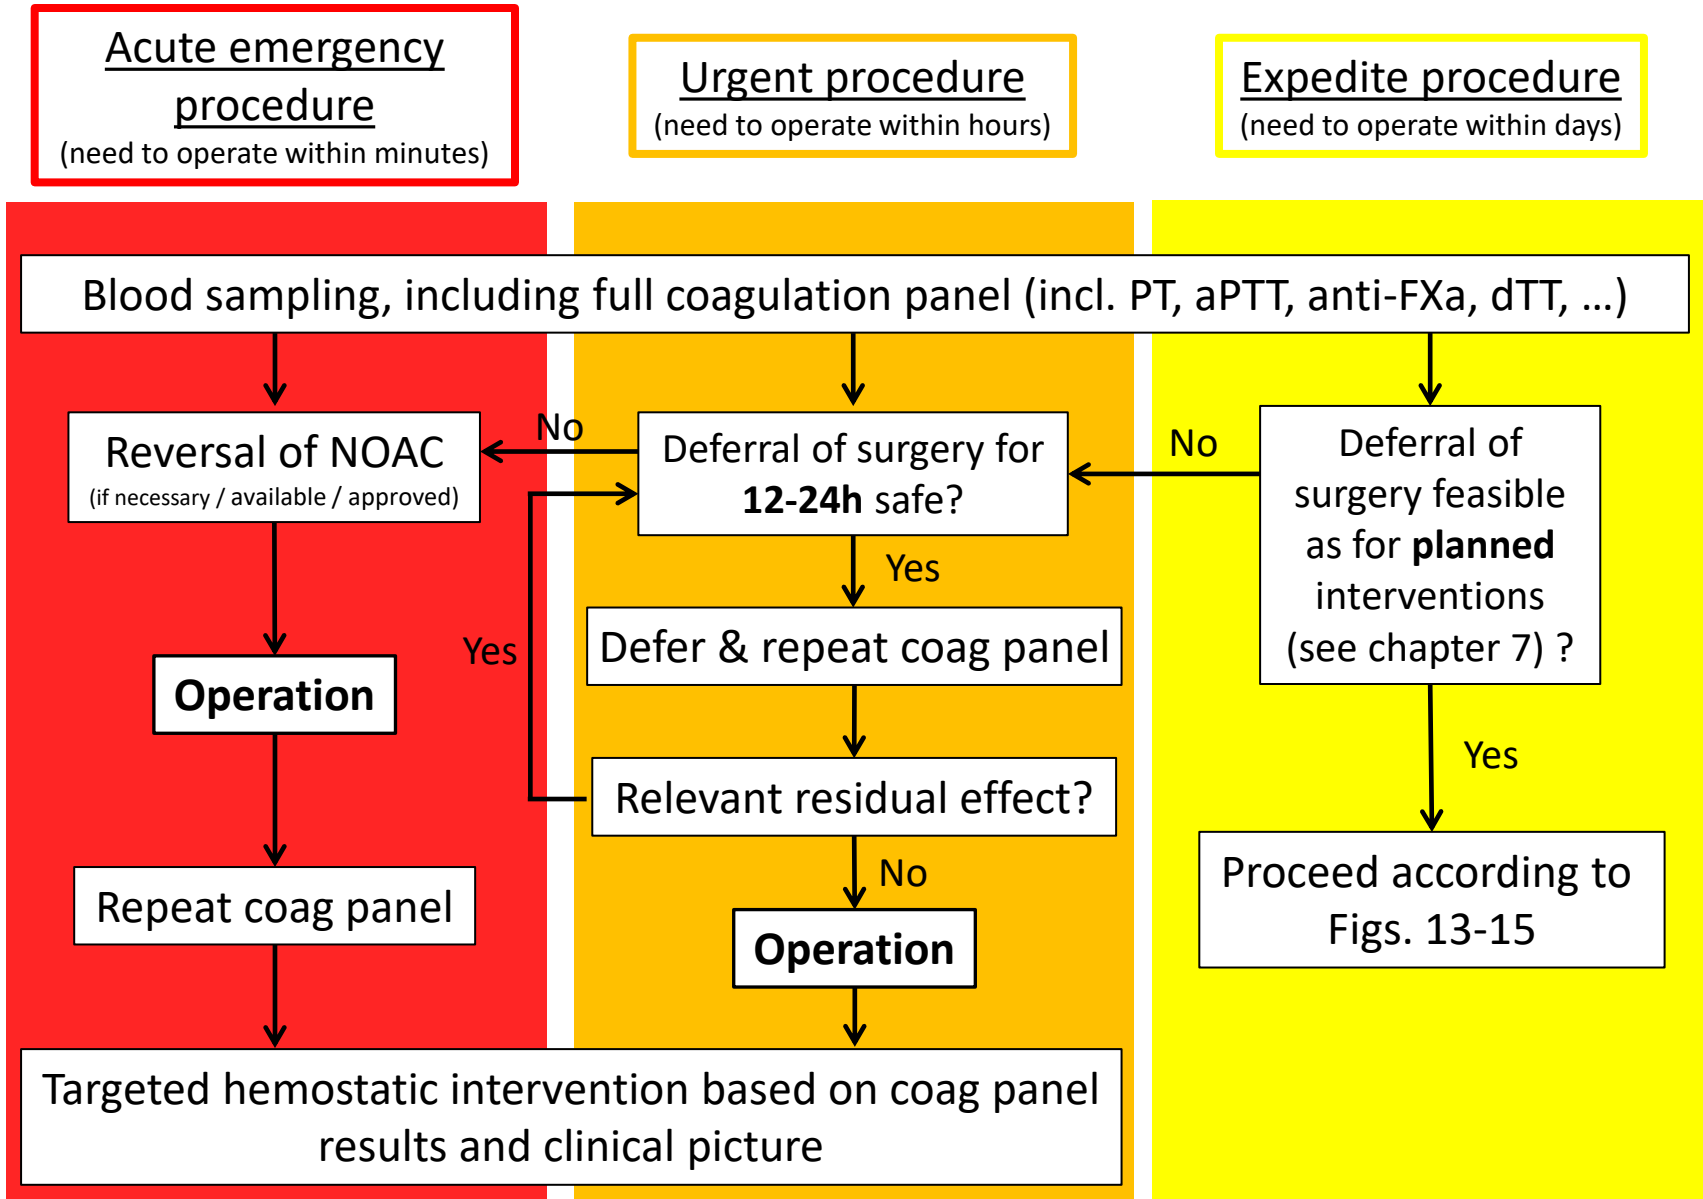 Acute emergency
procedure
(need to operate within minutes)
Urgent procedure
(need to operate within hours)
Expedite procedure
(need to operate within days)
Blood sampling, including full coagulation panel (incl. PT, aPTT, anti-FXa, dTT, ...)
Reversal of NOAC
(if necessary / available / approved)
No
Deferral of surgery for
12-24h safe?
No
Deferral of
surgery feasible
as for planned
interventions
(see chapter 7) ?
Yes
Defer & repeat coag panel
Yes
Operation
Yes
Relevant residual effect?
No
Proceed according to
Figs. 13-15
Repeat coag panel
Operation
Targeted hemostatic intervention based on coag panel
results and clinical picture